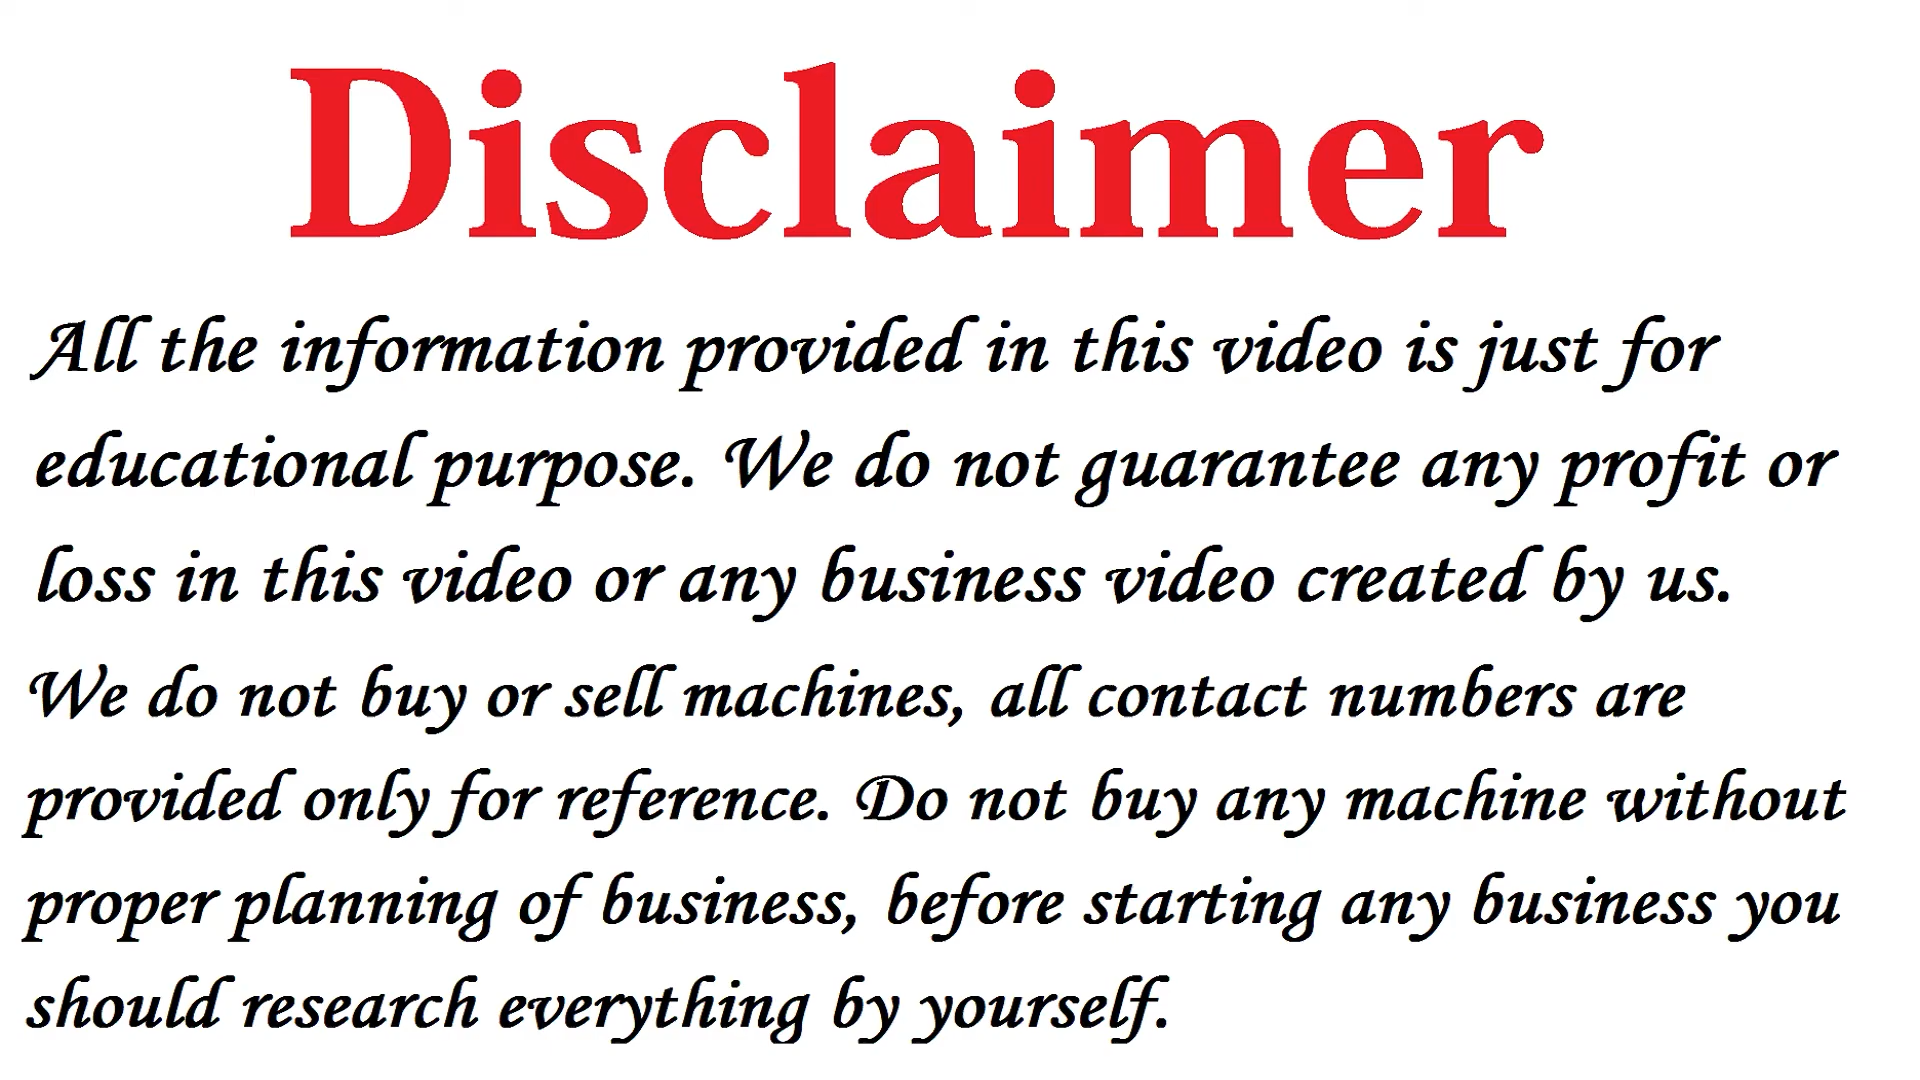 Disclaimer
All the information provided in this video is just for
educational purpose. We do not guarantee any profit or
loss in this video or any business video created by us.
We do not buy or sell machines, all contact numbers are
provided only for reference. Do not buy any machine without
proper planning of business, before starting any business you
should research everything by yourself.